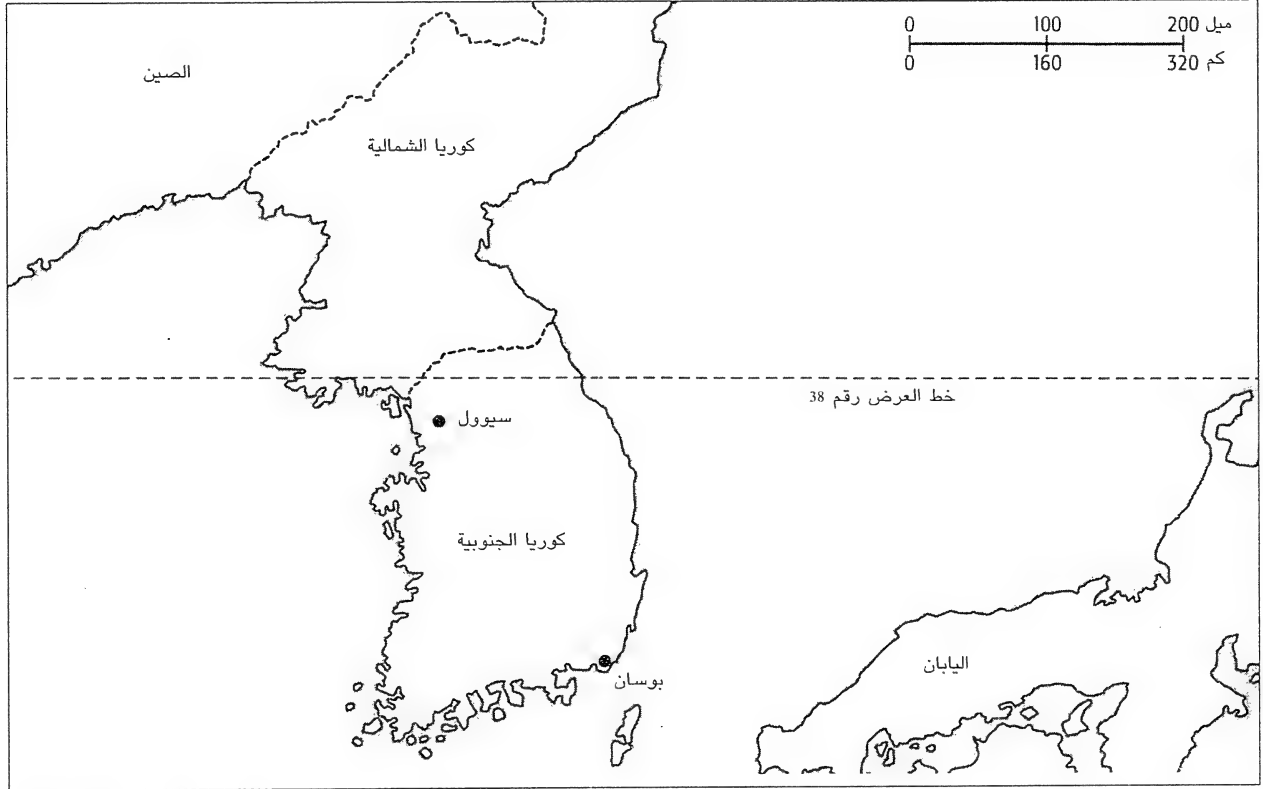 0 100 200 ميل
0 160 320 كم
الصين
كوريا الشمالية
خط العرض رقم 38
سيوول
كوريا الجنوبية
اليابان
بوسان